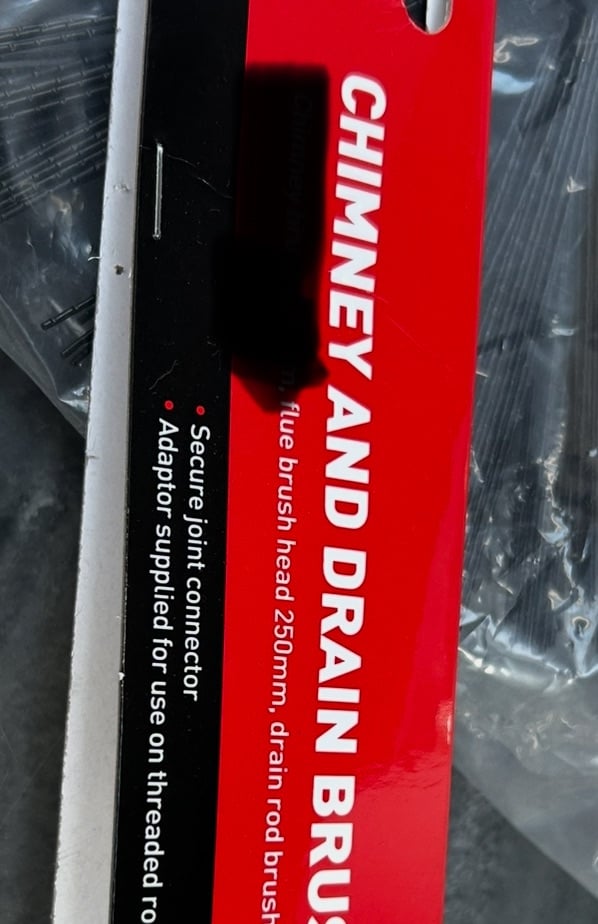 CHIMNEY AND DRAIN BRUS
flue brush head 250mm, drain rod brush
• Secure joint connector
• Adaptor supplied for use on threaded ro